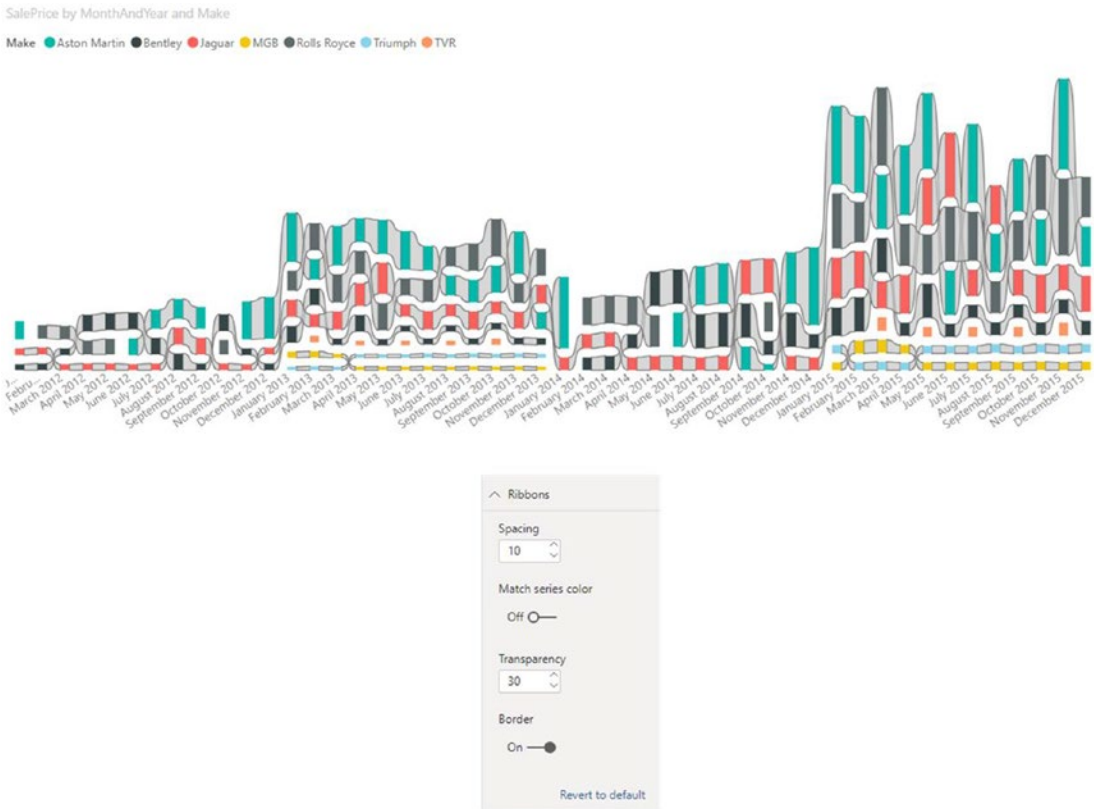 SalePrice by MonthAndYear and Make
Make Aston Martin Bentley Jaguar MGB Rolls Royce Triumph TVR
J...
Febr...
March 2012
April 2012
May 2012
June 2012
July 2012
August 2012
September 2012
October 2012
November 2012
December 2012
January 2013
February 2013
March 2013
April 2013
May 2013
June 2013
July 2013
August 2013
September 2013
October 2013
November 2013
December 2013
January 2014
February 2014
March 2014
April 2014
May 2014
June 2014
July 2014
August 2014
September 2014
October 2014
November 2014
December 2014
January 2015
February 2015
March 2015
April 2015
May 2015
June 2015
July 2015
August 2015
September 2015
October 2015
November 2015
December 2015
Ribbons
Spacing
10
Match series color
Off
Transparency
30
Border
On
Revert to default